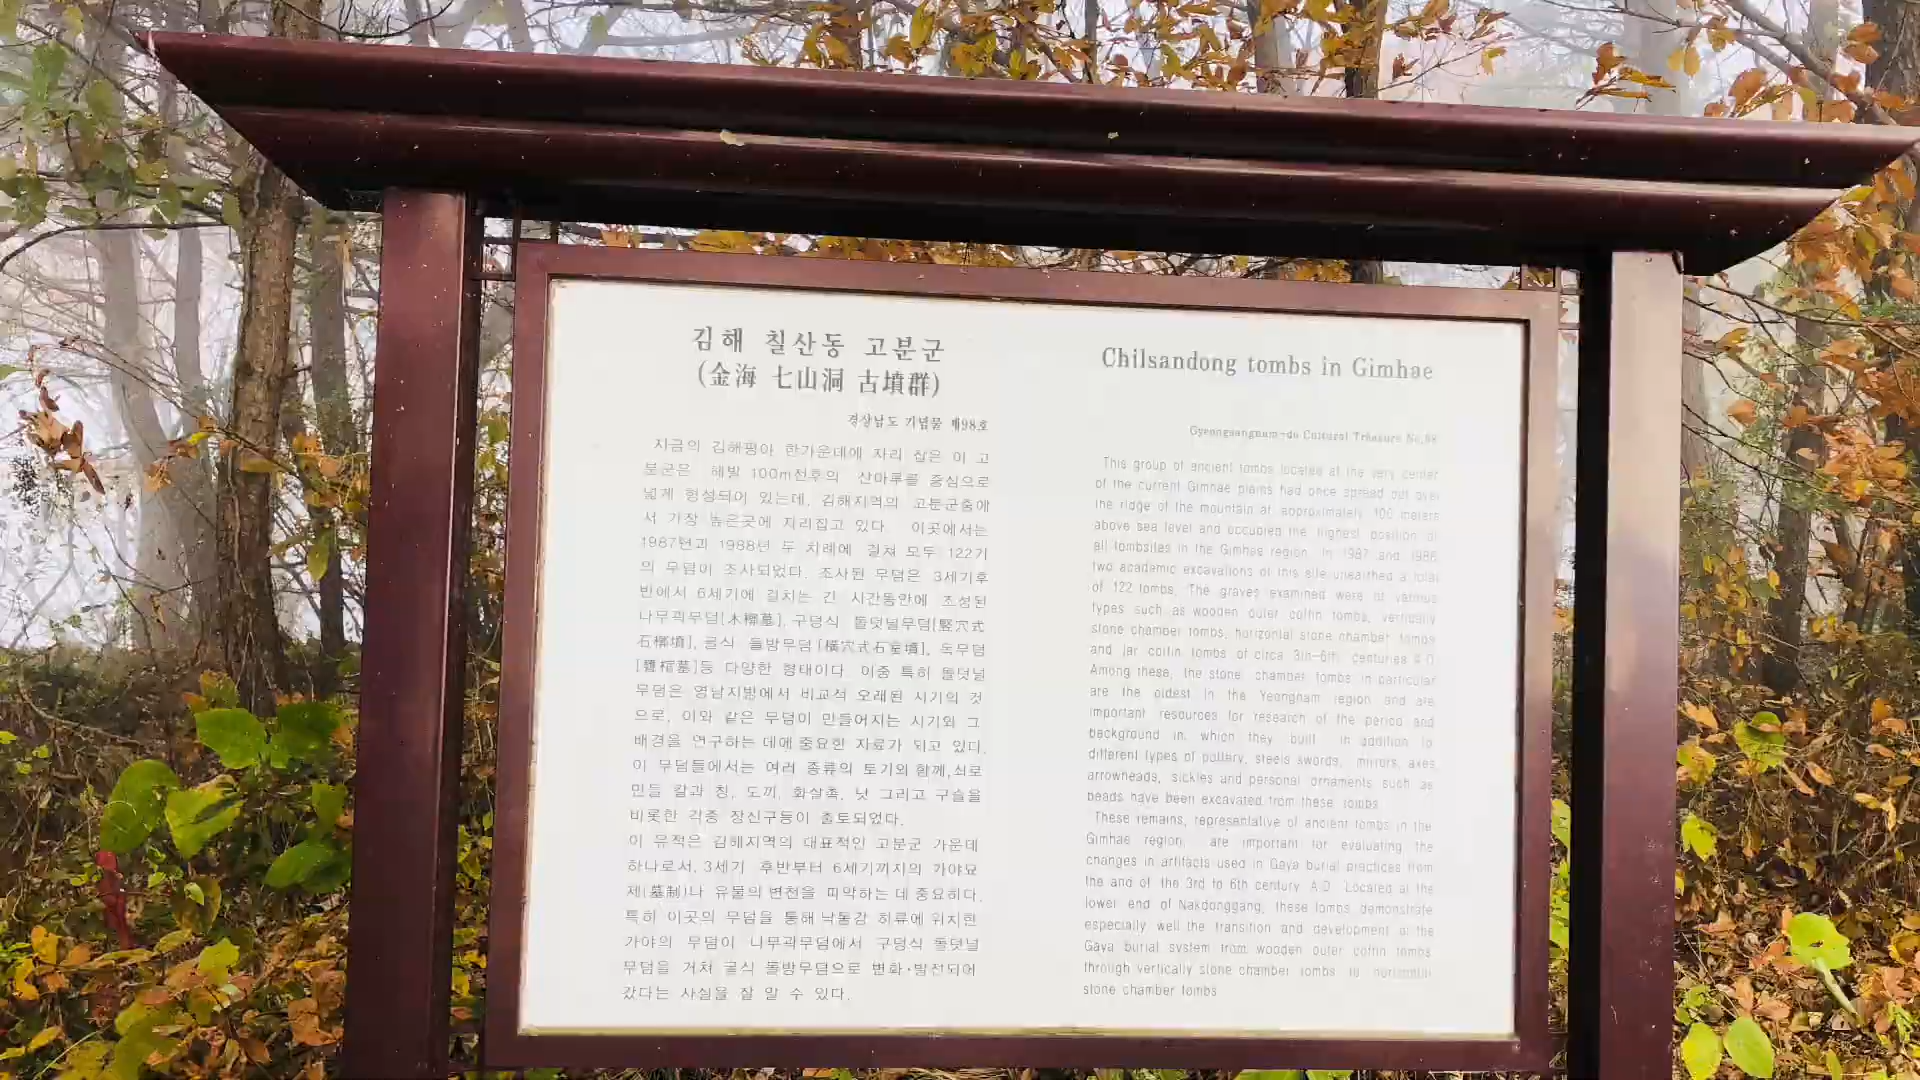 김해 칠산동 고분군
(金海 七山洞 古墳群)
경상남도 기념물 제98호
지금의 김해평야 한가운데에 자리 잡은 이 고
분군은 해발 100m전후의 산마루를 중심으로
넓게 형성되어 있는데, 김해지역의 고분군중에
서 가장 높은곳에 자리잡고 있다. 이곳에서는
1987년과 1988년 두 차례에 걸쳐 모두 122기
의 무덤이 조사되었다. 조사된 무덤은 3세기후
반에서 6세기에 걸치는 긴 시간동안에 조성된
나무곽무덤[木槨墓], 구덩식 돌덧널무덤[竪穴式
石槨墳], 굴식 돌방무덤[橫穴式石室墳], 독무덤
[甕棺墓]등 다양한 형태이다. 이중 특히 돌덧널
무덤은 영남지방에서 비교적 오래된 시기의 것
으로, 이와 같은 무덤이 만들어지는 시기와 그
배경을 연구하는 데에 중요한 자료가 되고 있다.
이 무덤들에서는 여러 종류의 토기와 함께, 쇠로
만든 칼과 창, 도끼, 화살촉, 낫 그리고 구슬을
비롯한 각종 장신구등이 출토되었다.
이 유적은 김해지역의 대표적인 고분군 가운데
하나로서, 3세기 후반부터 6세기까지의 가야묘
제(墓制)나 유물의 변천을 파악하는 데 중요하다.
특히 이곳의 무덤을 통해 낙동강 하류에 위치한
가야의 무덤이 나무곽무덤에서 구덩식 돌덧널
무덤을 거쳐 굴식 돌방무덤으로 변화·발전되어
갔다는 사실을 잘 알 수 있다.
Chilsandong tombs in Gimhae
Gyeongsangnam-do Cultural Treasure No.98
This group of ancient tombs located at the very center
of the current Gimhae plains had once spread out over
the ridge of the mountain at approximately 100 meters
above sea level and occupied the highest position of
all tombsites in the Gimhae region. In 1987 and 1988
two academic excavations of this site unearthed a total
of 122 tombs. The graves examined were of various
types such as wooden outer coffin tombs, vertically
stone chamber tombs, horizontal stone chamber tombs
and jar coffin tombs of circa 3th-6th centuries A.D.
Among these, the stone chamber tombs in particular
are the oldest in the Yeongnam region and are
important resources for research of the period and
background in which they built. In addition to
different types of pottery, steels swords, mirrors, axes,
arrowheads, sickles and personal ornaments such as
beads have been excavated from these tombs.
These remains, representative of ancient tombs in the
Gimhae region, are important for evaluating the
changes in artifacts used in Gaya burial practices from
the and of the 3rd to 6th century A.D. Located at the
lower end of Nakdonggang, these tombs demonstrate
especially well the transition and development of the
Gaya burial system from wooden outer coffin tombs
through vertically stone chamber tombs to horizontal
stone chamber tombs